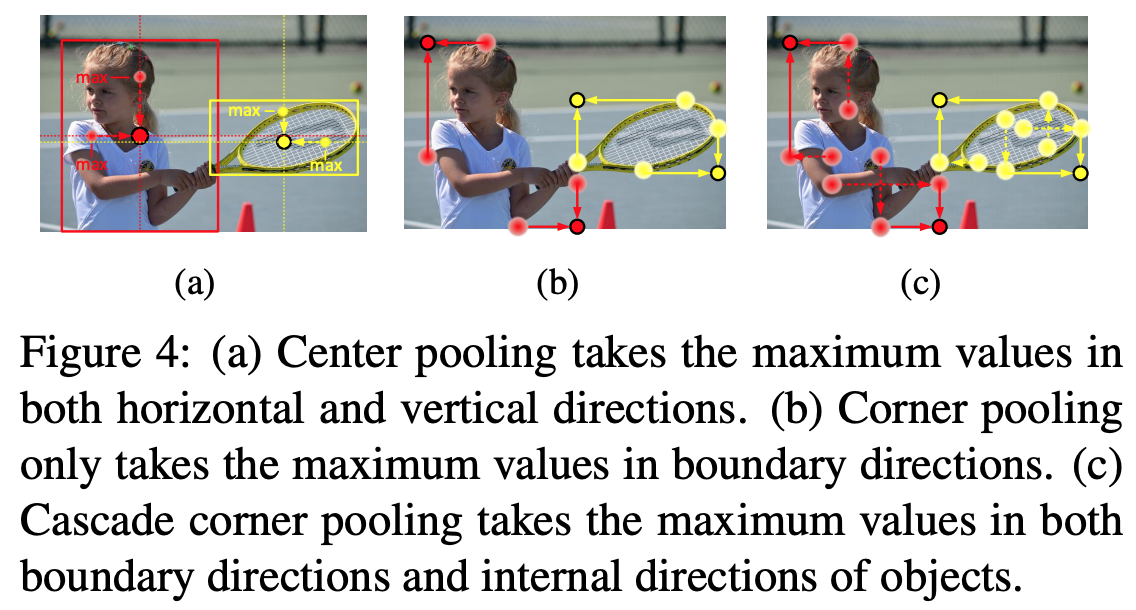 max
max
max
max
(a)
(b)
(c)
Figure 4: (a) Center pooling takes the maximum values in
both horizontal and vertical directions. (b) Corner pooling
only takes the maximum values in boundary directions. (c)
Cascade corner pooling takes the maximum values in both
boundary directions and internal directions of objects.